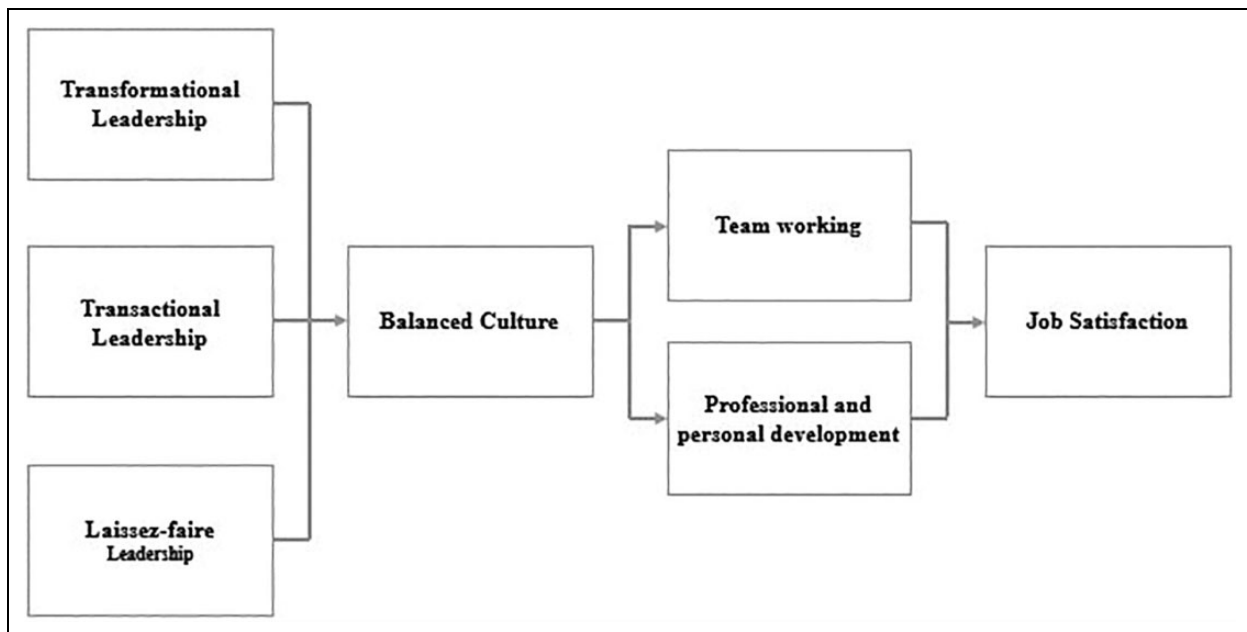 Transformational
Leadership
Transactional
Leadership
Laissez-faire
Leadership
Balanced Culture
Team working
Professional and
personal development
Job Satisfaction